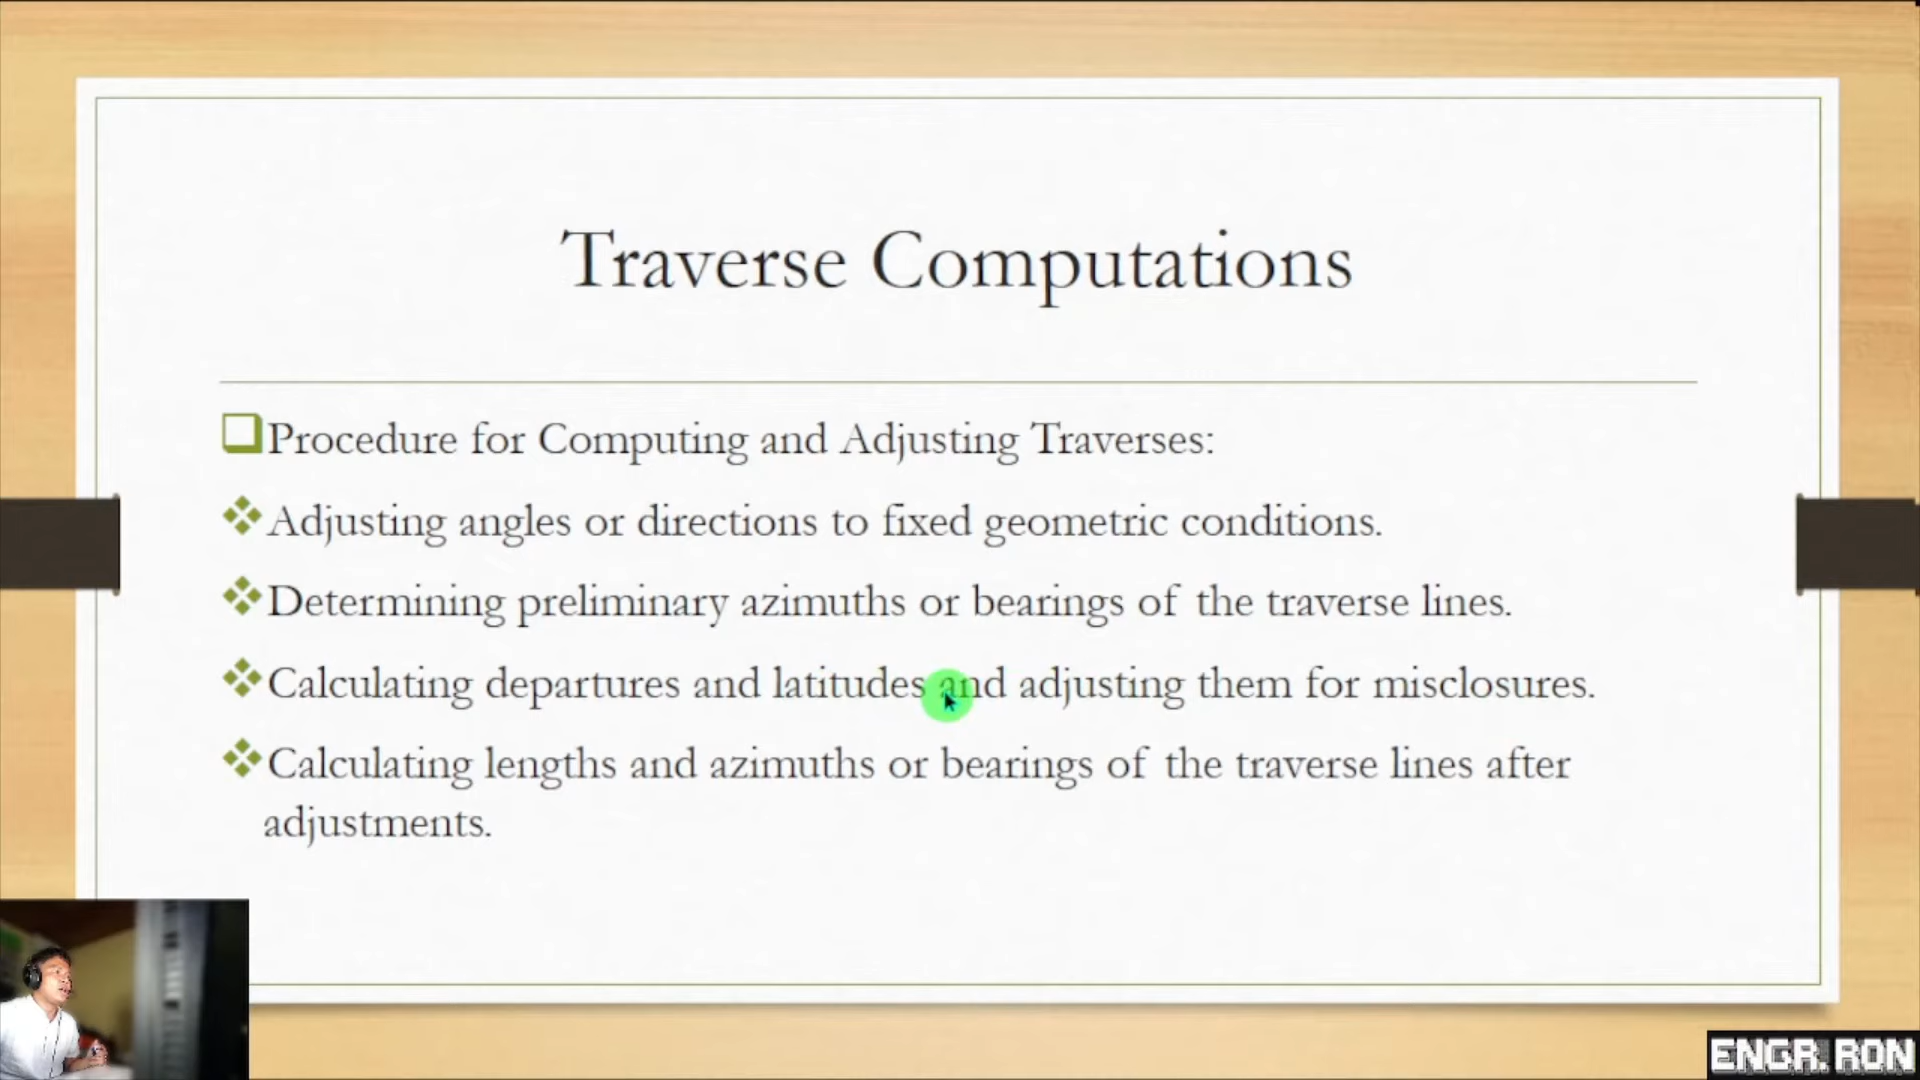 Traverse Computations
Procedure for Computing and Adjusting Traverses:
Adjusting angles or directions to fixed geometric conditions.
Determining preliminary azimuths or bearings of the traverse lines.
Calculating departures and latitudes and adjusting them for misclosures.
Calculating lengths and azimuths or bearings of the traverse lines after
adjustments.
ENGR. RON